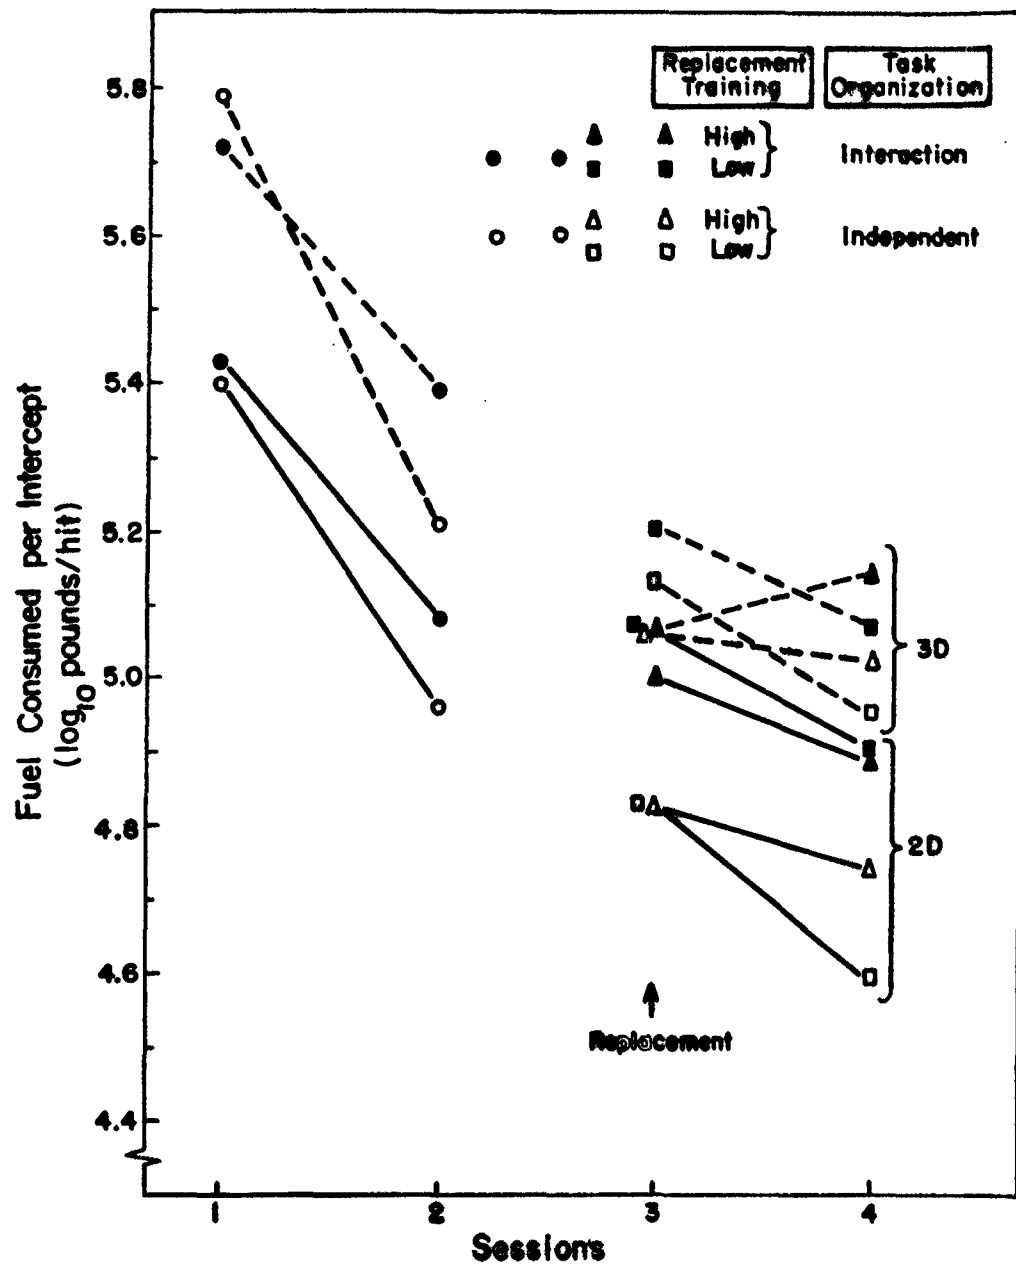 Replacement Training
Task Organization
High
Low
Interaction
High
Low
Independent
5.8
5.6
5.4
5.2
5.0
4.8
4.6
4.4
Fuel Consumed per Intercept
(log10 pounds/hit)
3D
2D
Replacement
1 2 3 4
Sessions